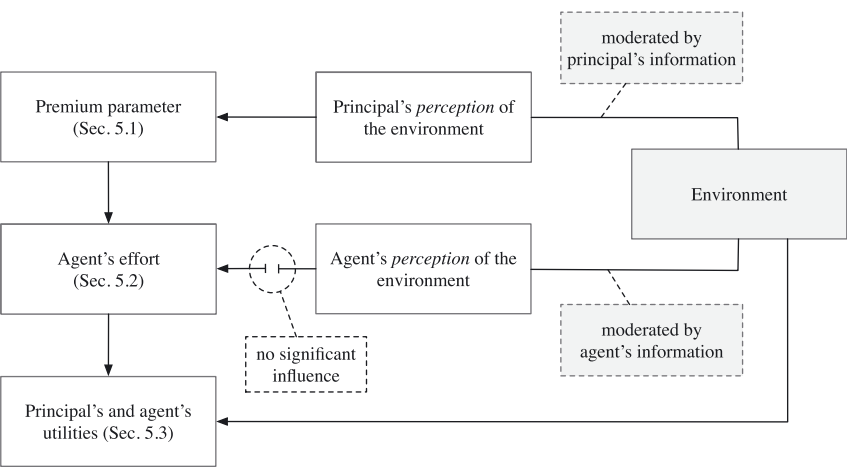 moderated by
principal's information
Premium parameter
(Sec. 5.1)
Principal's perception of
the environment
Environment
Agent's effort
(Sec. 5.2)
Agent's perception of the
environment
moderated by
agent's information
no significant
influence
Principal's and agent's
utilities (Sec. 5.3)